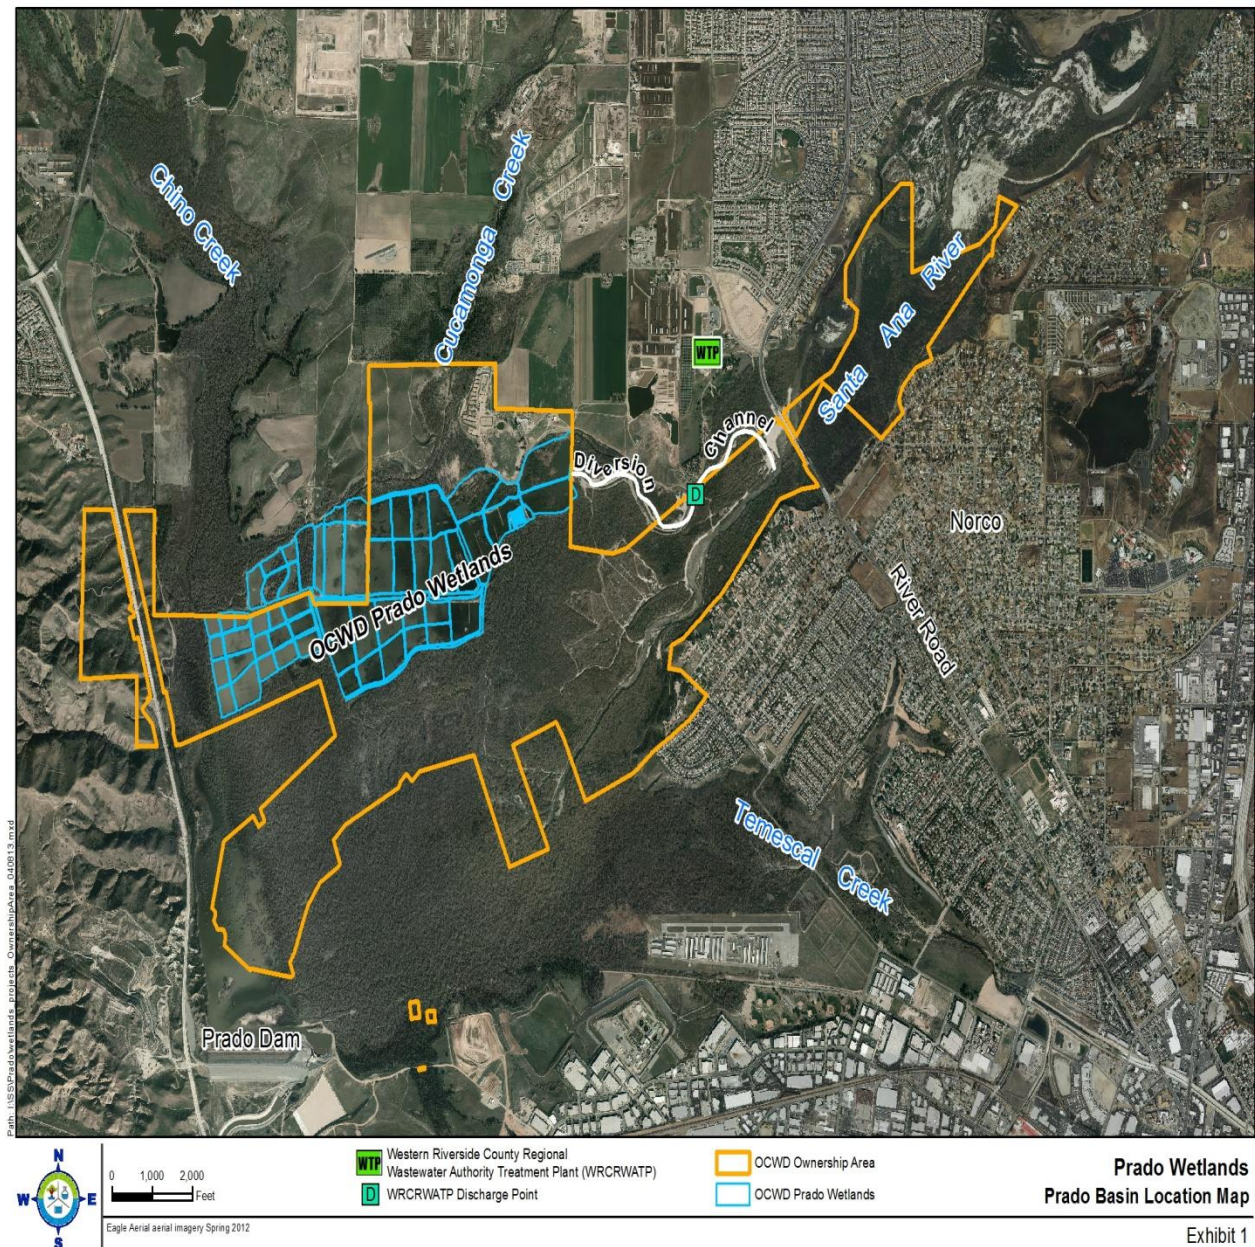 Chino Creek
Cucamonga Creek
Santa Ana River
WTP
Diversion Channel
D
Norco
River Road
OCWD Prado Wetlands
Temescal Creek
Prado Dam
Path: I:\SS\Prado\wetlands_projects_OwnershipArea_040813.mxd
N
W
E
S
0 1,000 2,000
Feet
Eagle Aerial aerial imagery Spring 2012
WTP
Western Riverside County Regional
Wastewater Authority Treatment Plant (WRCRWATP)
D
WRCRWATP Discharge Point
OCWD Ownership Area
OCWD Prado Wetlands
Prado Wetlands
Prado Basin Location Map
Exhibit 1